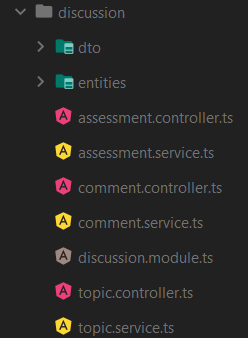 discussion
dto
entities
assessment.controller.ts
assessment.service.ts
comment.controller.ts
comment.service.ts
discussion.module.ts
topic.controller.ts
topic.service.ts